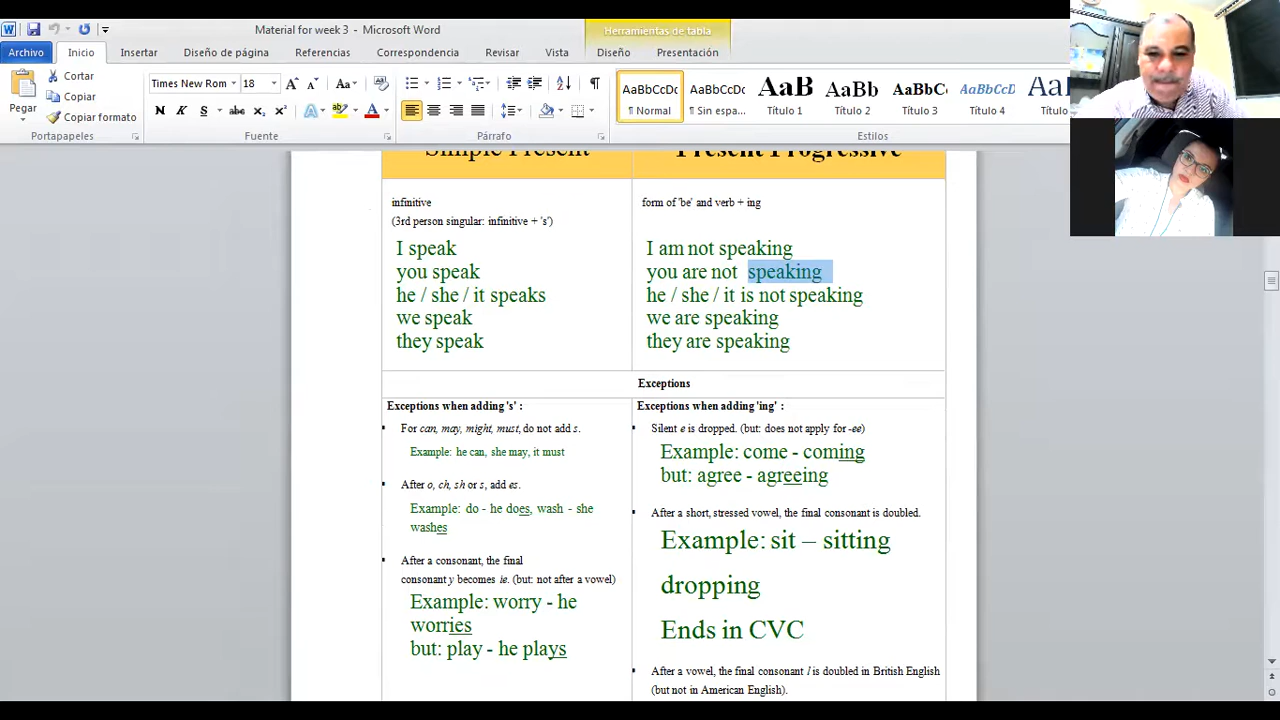 Material for week 3 - Microsoft Word
Herramientas de tabla
Archivo Inicio Insertar Diseño de página Referencias Correspondencia Revisar Vista Diseño Presentación
Pegar
Cortar
Copiar
Copiar formato
Portapapeles
Times New Rom 18
N K S abc x₂ x²
Fuente
Párrafo
AaBbCcDc
¶ Normal
AaBbCcDc
¶ Sin espa...
AaB
Título 1
AaBb
Título 2
AaBbC
Título 3
AaBbCcD
Título 4
Estilos
Simple Present
Present Progressive
infinitive
(3rd person singular: infinitive + 's')
I speak
you speak
he / she / it speaks
we speak
they speak
form of 'be' and verb + ing
I am not speaking
you are not speaking
he / she / it is not speaking
we are speaking
they are speaking
Exceptions
Exceptions when adding 's' :
For can, may, might, must, do not add s.
Example: he can, she may, it must
After o, ch, sh or s, add es.
Example: do - he does, wash - she
washes
After a consonant, the final
consonant y becomes ie. (but: not after a vowel)
Example: worry - he
worries
but: play - he plays
Exceptions when adding 'ing' :
Silent e is dropped. (but: does not apply for -ee)
Example: come - coming
but: agree - agreeing
After a short, stressed vowel, the final consonant is doubled.
Example: sit – sitting
dropping
Ends in CVC
After a vowel, the final consonant l is doubled in British English
(but not in American English).